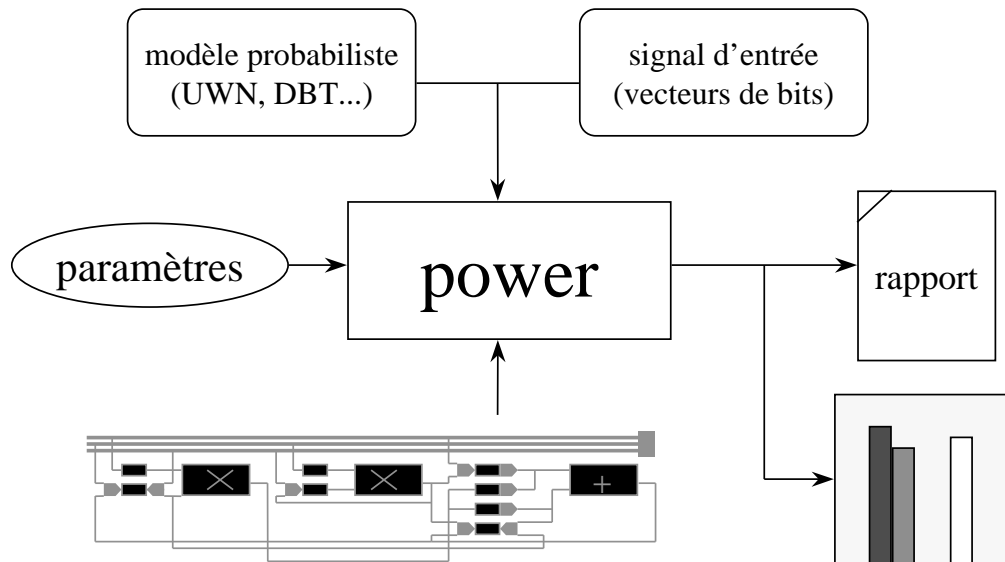 modèle probabiliste
(UWN, DBT...)
signal d'entrée
(vecteurs de bits)
paramètres
power
rapport
+